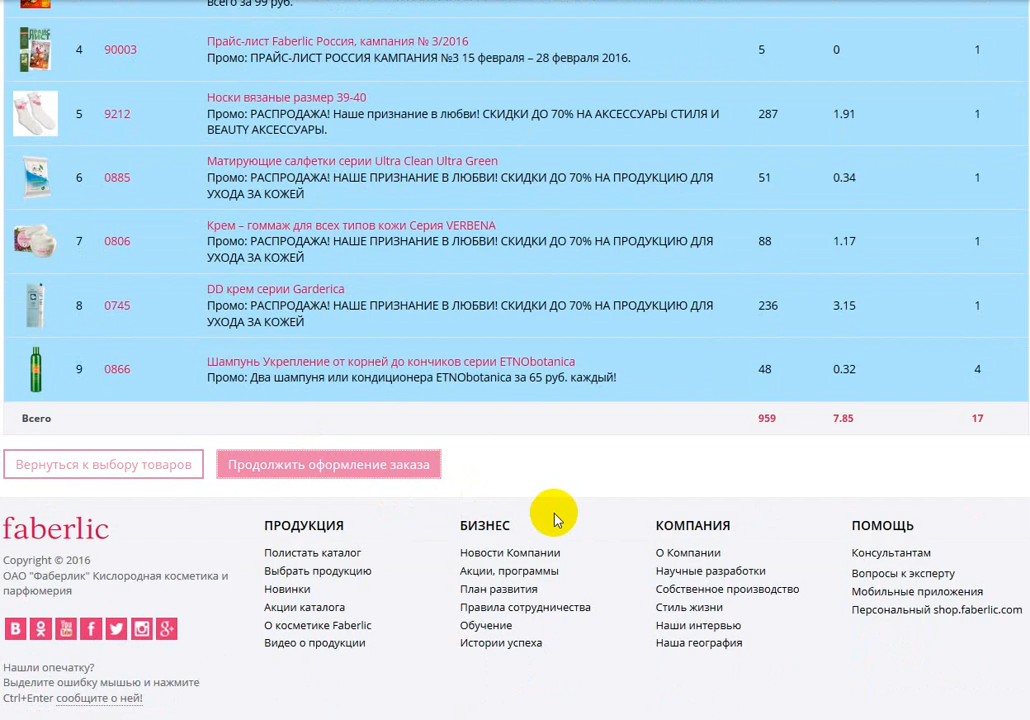 всего за 99 руб.
4 90003 Прайс-лист Faberlic Россия, кампания № 3/2016 5 0 1
Промо: ПРАЙС-ЛИСТ РОССИЯ КАМПАНИЯ №3 15 февраля – 28 февраля 2016.
5 9212 Носки вязаные размер 39-40 287 1.91 1
Промо: РАСПРОДАЖА! Наше признание в любви! СКИДКИ ДО 70% НА АКСЕССУАРЫ СТИЛЯ И
BEAUTY АКСЕССУАРЫ.
6 0885 Матирующие салфетки серии Ultra Clean Ultra Green 51 0.34 1
Промо: РАСПРОДАЖА! НАШЕ ПРИЗНАНИЕ В ЛЮБВИ! СКИДКИ ДО 70% НА ПРОДУКЦИЮ ДЛЯ
УХОДА ЗА КОЖЕЙ
7 0806 Крем – гоммаж для всех типов кожи Серия VERBENA 88 1.17 1
Промо: РАСПРОДАЖА! НАШЕ ПРИЗНАНИЕ В ЛЮБВИ! СКИДКИ ДО 70% НА ПРОДУКЦИЮ ДЛЯ
УХОДА ЗА КОЖЕЙ
8 0745 DD крем серии Garderica 236 3.15 1
Промо: РАСПРОДАЖА! НАШЕ ПРИЗНАНИЕ В ЛЮБВИ! СКИДКИ ДО 70% НА ПРОДУКЦИЮ ДЛЯ
УХОДА ЗА КОЖЕЙ
9 0866 Шампунь Укрепление от корней до кончиков серии ETNObotanica 48 0.32 4
Промо: Два шампуня или кондиционера ETNObotanica за 65 руб. каждый!
Всего 959 7.85 17
Вернуться к выбору товаров Продолжить оформление заказа
faberlic
Copyright © 2016
ОАО "Фаберлик" Кислородная косметика и
парфюмерия
Нашли опечатку?
Выделите ошибку мышью и нажмите
Ctrl+Enter сообщите о ней!
ПРОДУКЦИЯ
Полистать каталог
Выбрать продукцию
Новинки
Акции каталога
О косметике Faberlic
Видео о продукции
БИЗНЕС
Новости Компании
Акции, программы
План развития
Правила сотрудничества
Обучение
Истории успеха
КОМПАНИЯ
О Компании
Научные разработки
Собственное производство
Стиль жизни
Наши интервью
Наша география
ПОМОЩЬ
Консультантам
Вопросы к эксперту
Мобильные приложения
Персональный shop.faberlic.com